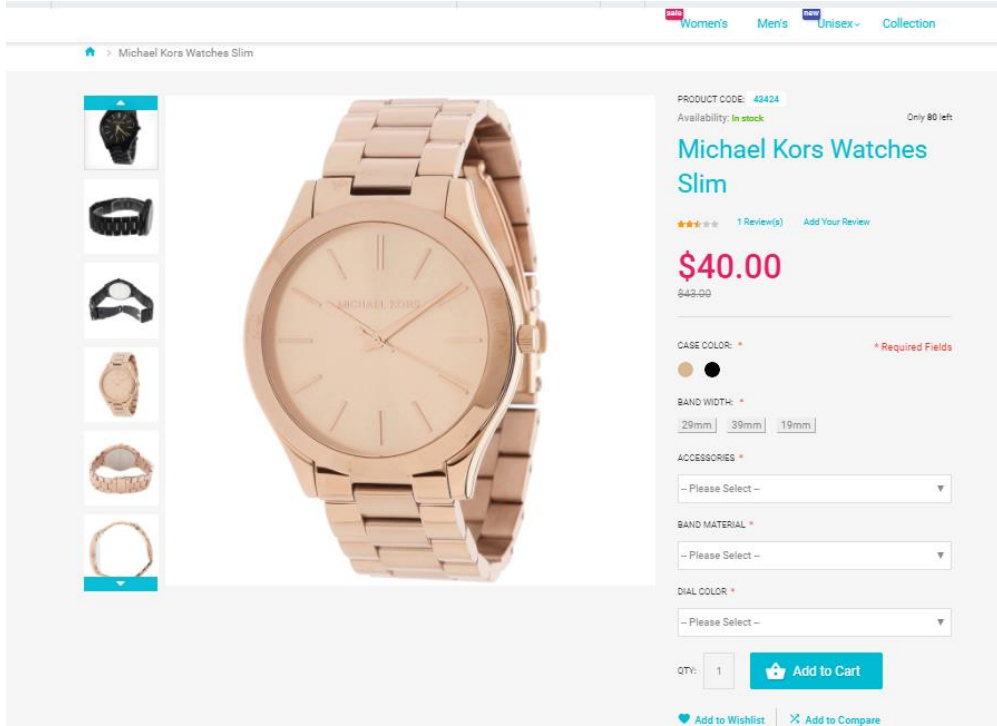 sale
new
Women's Men's Unisex Collection
> Michael Kors Watches Slim
PRODUCT CODE: 43424
Availability: In stock Only 80 left
Michael Kors Watches
Slim
1 Review(s) Add Your Review
$40.00
$43.00
CASE COLOR: * * Required Fields
BAND WIDTH: *
29mm 39mm 19mm
ACCESSORIES *
-- Please Select --
BAND MATERIAL *
-- Please Select --
DIAL COLOR *
-- Please Select --
QTY: 1 Add to Cart
Add to Wishlist Add to Compare
MICHAEL KORS